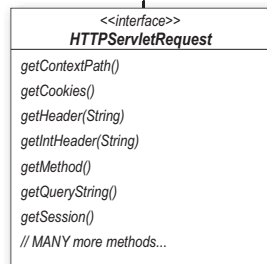 <<interface>>
HTTPServletRequest
getContextPath()
getCookies()
getHeader(String)
getIntHeader(String)
getMethod()
getQueryString()
getSession()
// MANY more methods...